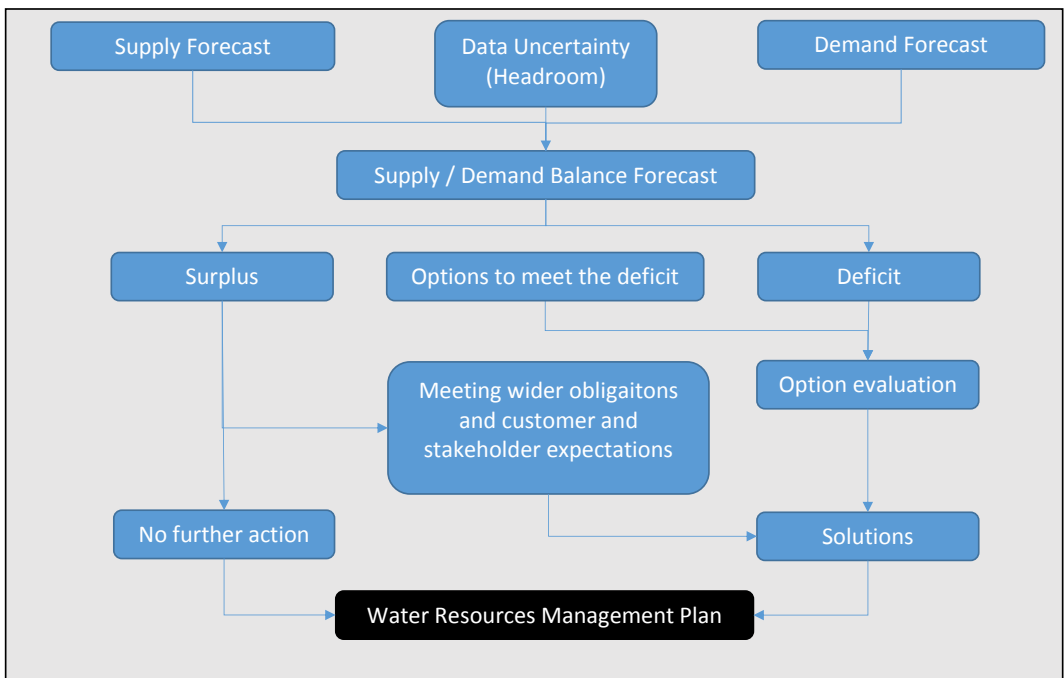 Supply Forecast
Data Uncertainty
(Headroom)
Demand Forecast
Supply / Demand Balance Forecast
Surplus
Options to meet the deficit
Deficit
Meeting wider obligaitons
and customer and
stakeholder expectations
Option evaluation
No further action
Solutions
Water Resources Management Plan